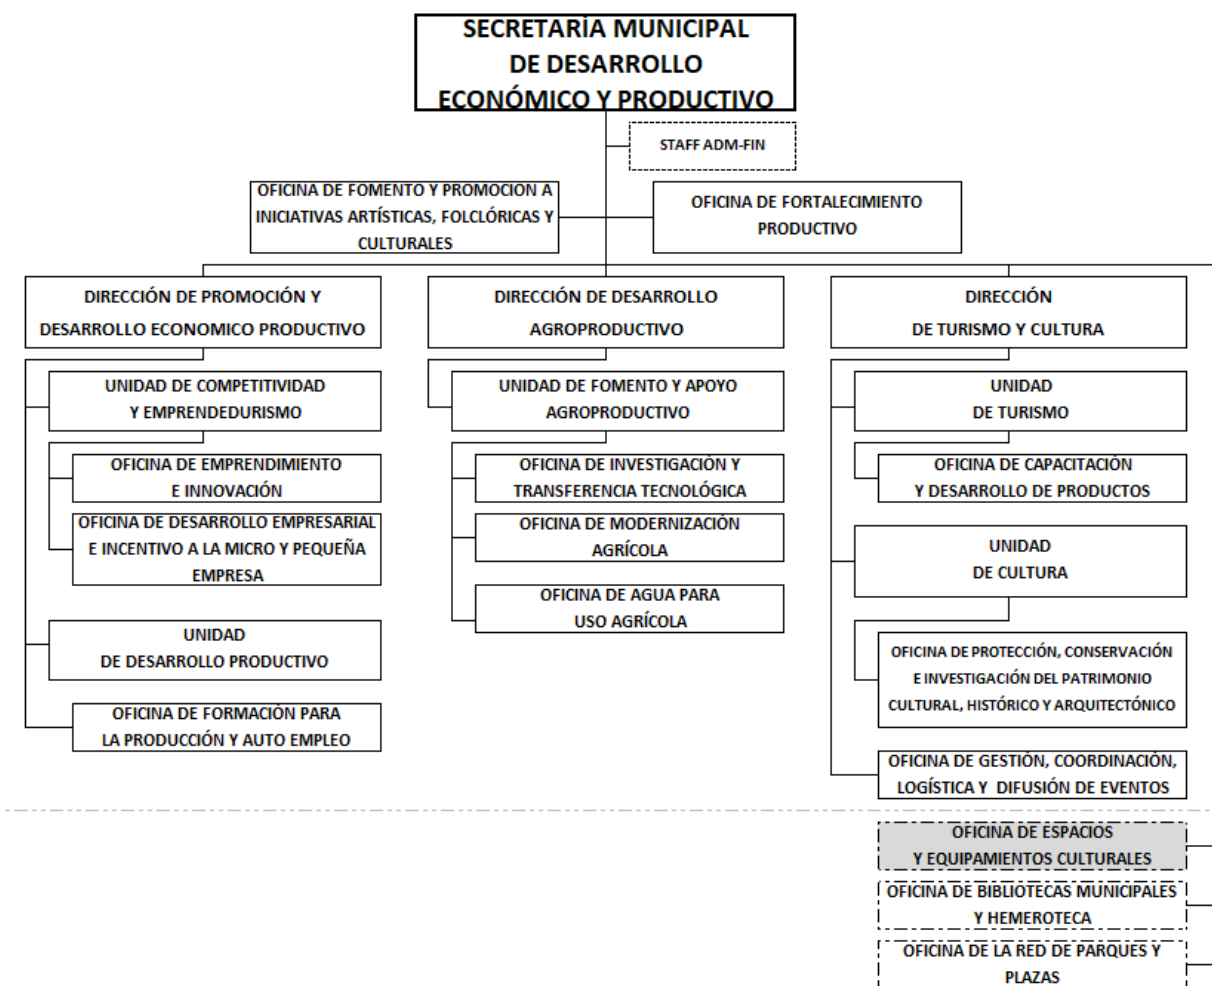 SECRETARÍA MUNICIPAL
DE DESARROLLO
ECONÓMICO Y PRODUCTIVO
STAFF ADM-FIN
OFICINA DE FOMENTO Y PROMOCION A
INICIATIVAS ARTÍSTICAS, FOLCLÓRICAS Y
CULTURALES
OFICINA DE FORTALECIMIENTO
PRODUCTIVO
DIRECCIÓN DE PROMOCIÓN Y
DESARROLLO ECONOMICO PRODUCTIVO
UNIDAD DE COMPETITIVIDAD
Y EMPRENDEDURISMO
OFICINA DE EMPRENDIMIENTO
E INNOVACIÓN
OFICINA DE DESARROLLO EMPRESARIAL
E INCENTIVO A LA MICRO Y PEQUEÑA
EMPRESA
UNIDAD
DE DESARROLLO PRODUCTIVO
OFICINA DE FORMACIÓN PARA
LA PRODUCCIÓN Y AUTO EMPLEO
DIRECCIÓN DE DESARROLLO
AGROPRODUCTIVO
UNIDAD DE FOMENTO Y APOYO
AGROPRODUCTIVO
OFICINA DE INVESTIGACIÓN Y
TRANSFERENCIA TECNOLÓGICA
OFICINA DE MODERNIZACIÓN
AGRÍCOLA
OFICINA DE AGUA PARA
USO AGRÍCOLA
DIRECCIÓN
DE TURISMO Y CULTURA
UNIDAD
DE TURISMO
OFICINA DE CAPACITACIÓN
Y DESARROLLO DE PRODUCTOS
UNIDAD
DE CULTURA
OFICINA DE PROTECCIÓN, CONSERVACIÓN
E INVESTIGACIÓN DEL PATRIMONIO
CULTURAL, HISTÓRICO Y ARQUITECTÓNICO
OFICINA DE GESTIÓN, COORDINACIÓN,
LOGÍSTICA Y DIFUSIÓN DE EVENTOS
OFICINA DE ESPACIOS
Y EQUIPAMIENTOS CULTURALES
OFICINA DE BIBLIOTECAS MUNICIPALES
Y HEMEROTECA
OFICINA DE LA RED DE PARQUES Y
PLAZAS